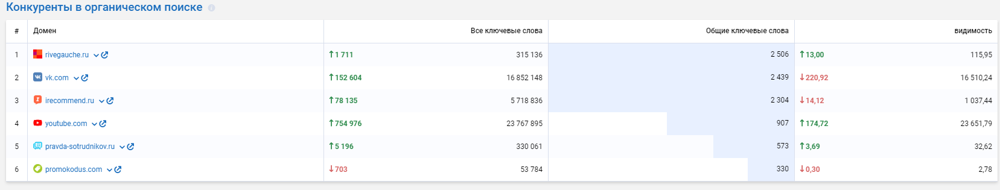 Конкуренты в органическом поиске
# Домен Все ключевые слова Общие ключевые слова видимость
1 rivegauche.ru 1 711 315 136 2 506 13,00 115,95
2 vk.com 152 604 16 852 148 2 439 220,92 16 510,24
3 irecommend.ru 78 135 5 718 836 2 304 14,12 1 037,44
4 youtube.com 754 976 23 767 895 907 174,72 23 651,79
5 pravda-sotrudnikov.ru 5 196 330 061 573 3,69 32,62
6 promokodus.com 703 53 784 330 0,30 2,78